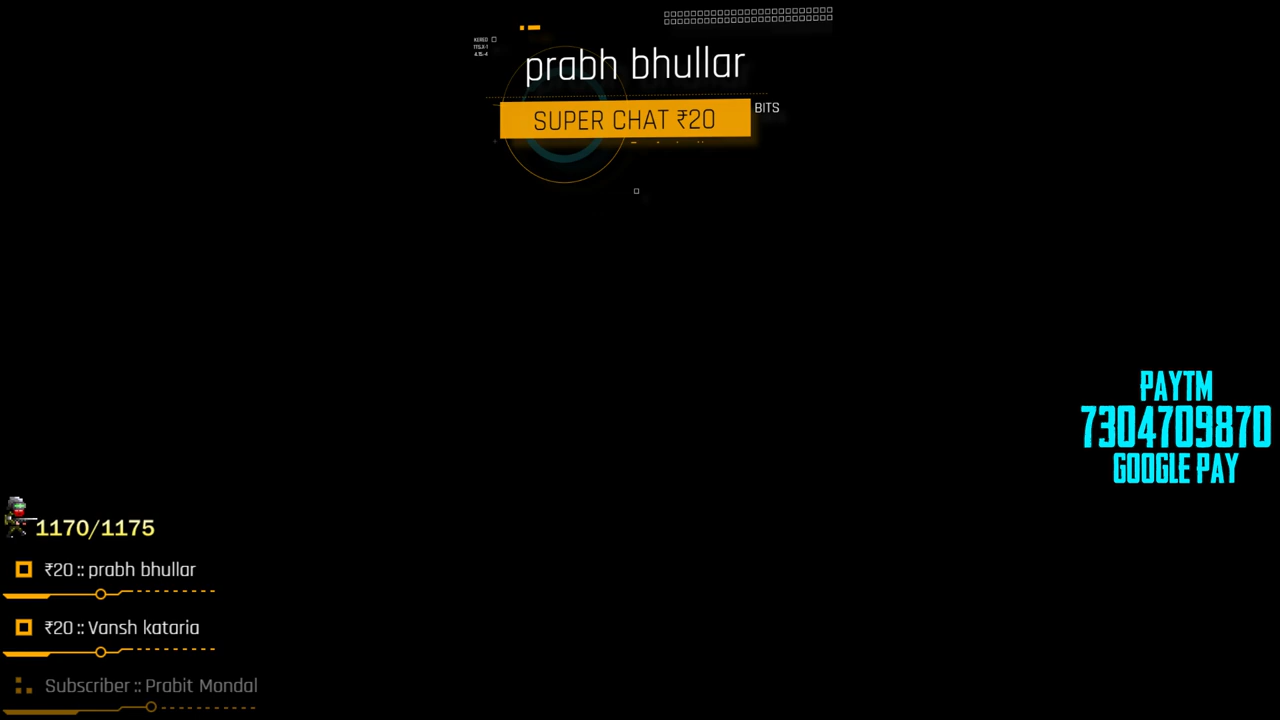 prabh bhullar
SUPER CHAT ₹20
BITS
PAYTM
7304709870
GOOGLE PAY
1170/1175
₹20 :: prabh bhullar
₹20 :: Vansh kataria
Subscriber :: Prabit Mondal